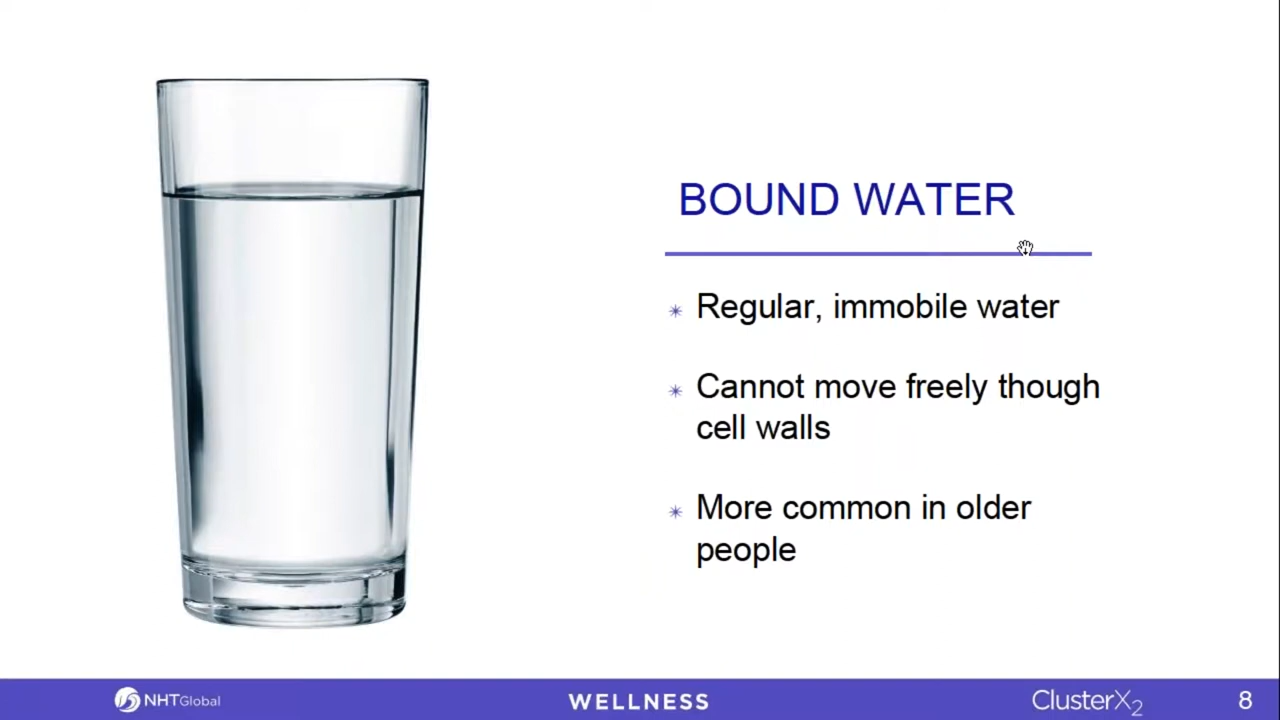 BOUND WATER
Regular, immobile water
Cannot move freely though
cell walls
More common in older
people
NHTGlobal
WELLNESS
ClusterX2
8